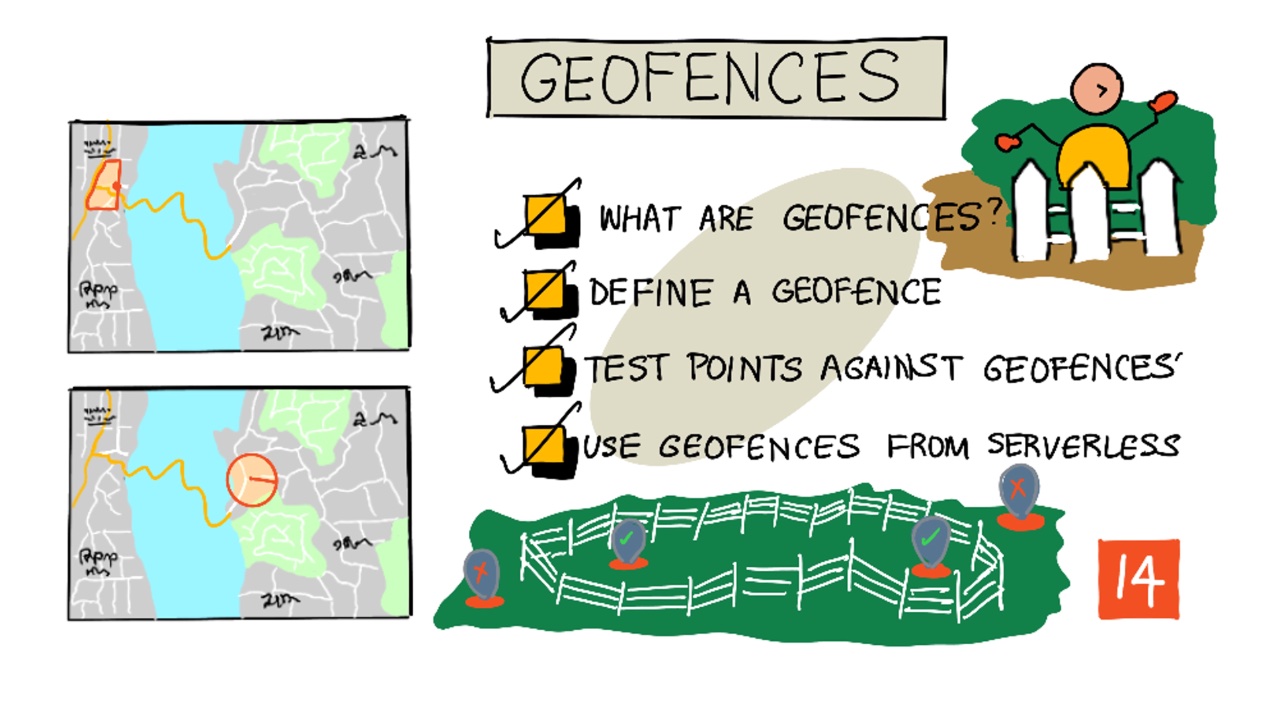 GEOFENCES
WHAT ARE GEOFENCES?
DEFINE A GEOFENCE
TEST POINTS AGAINST GEOFENCES'
USE GEOFENCES FROM SERVERLESS
14